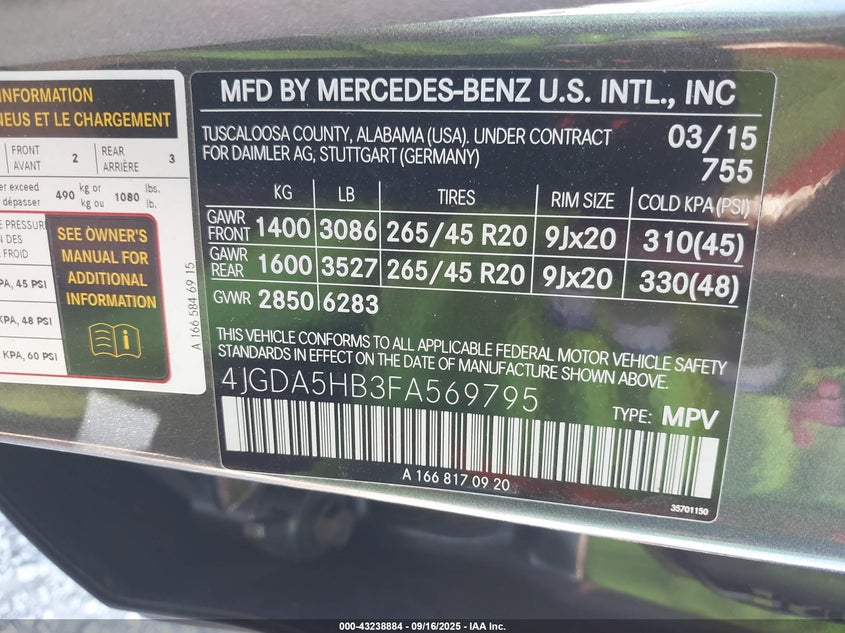 INFORMATION
NEUS ET LE CHARGEMENT
FRONT 2 REAR 3
AVANT ARRIÈRE
er exceed 490 kg or 1080 lbs.
dépasser kg ou lb.
E PRESSURE
N DES
FROID
KPA, 45 PSI
KPA, 48 PSI
KPA, 60 PSI
SEE OWNER'S
MANUAL FOR
ADDITIONAL
INFORMATION
A 166 584 69 15
MFD BY MERCEDES-BENZ U.S. INTL., INC
TUSCALOOSA COUNTY, ALABAMA (USA). UNDER CONTRACT 03/15
FOR DAIMLER AG, STUTTGART (GERMANY) 755
KG LB TIRES RIM SIZE COLD KPA(PSI)
GAWR FRONT 1400 3086 265/45 R20 9Jx20 310(45)
GAWR REAR 1600 3527 265/45 R20 9Jx20 330(48)
GVWR 2850 6283
THIS VEHICLE CONFORMS TO ALL APPLICABLE FEDERAL MOTOR VEHICLE SAFETY
STANDARDS IN EFFECT ON THE DATE OF MANUFACTURE SHOWN ABOVE.
4JGDA5HB3FA569795
TYPE: MPV
A 166 817 09 20
35701150
000-43238884 - 09/16/2025 - IAA Inc.